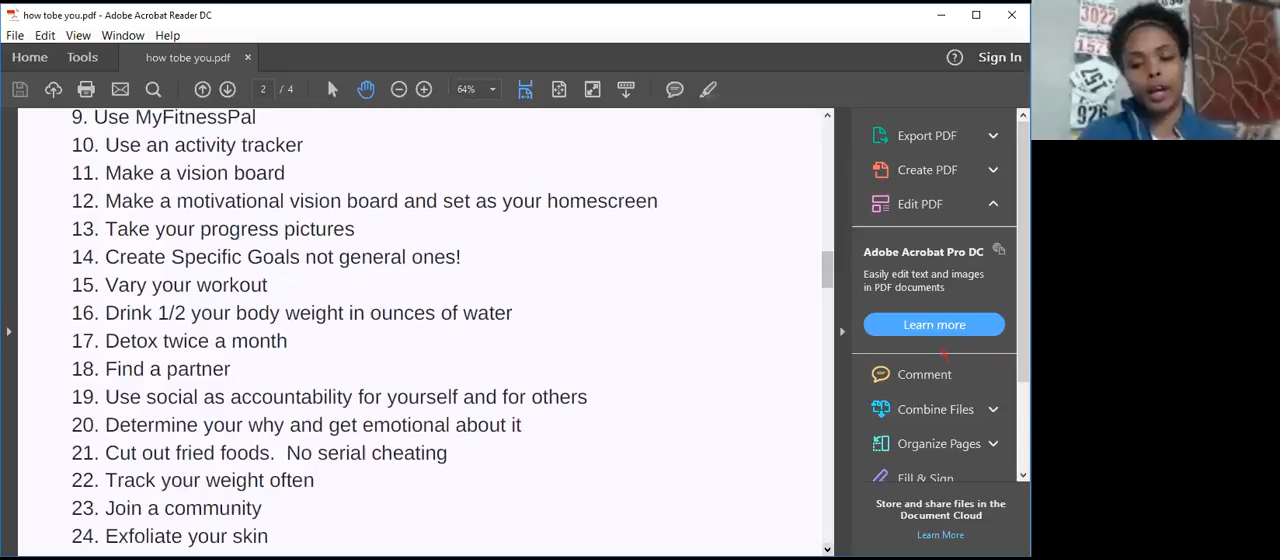 how tobe you.pdf - Adobe Acrobat Reader DC
File Edit View Window Help
Home Tools how tobe you.pdf × Sign In
2 / 4 64%
9. Use MyFitnessPal
10. Use an activity tracker
11. Make a vision board
12. Make a motivational vision board and set as your homescreen
13. Take your progress pictures
14. Create Specific Goals not general ones!
15. Vary your workout
16. Drink 1/2 your body weight in ounces of water
17. Detox twice a month
18. Find a partner
19. Use social as accountability for yourself and for others
20. Determine your why and get emotional about it
21. Cut out fried foods.  No serial cheating
22. Track your weight often
23. Join a community
24. Exfoliate your skin
Export PDF
Create PDF
Edit PDF
Adobe Acrobat Pro DC
Easily edit text and images
in PDF documents
Learn more
Comment
Combine Files
Organize Pages
Fill & Sign
Store and share files in the
Document Cloud
Learn More
3022
157
926